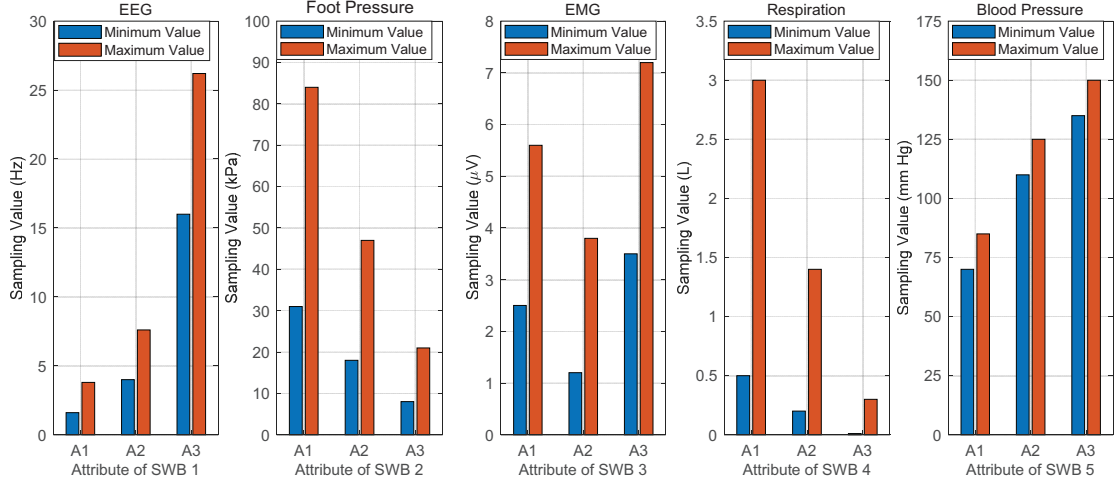 EEG
Minimum Value
Maximum Value
30
25
20
15
10
5
0
Sampling Value (Hz)
A1 A2 A3
Attribute of SWB 1
Foot Pressure
Minimum Value
Maximum Value
100
90
80
70
60
50
40
30
20
10
0
Sampling Value (kPa)
A1 A2 A3
Attribute of SWB 2
EMG
Minimum Value
Maximum Value
8
7
6
5
4
3
2
1
0
Sampling Value (μV)
A1 A2 A3
Attribute of SWB 3
Respiration
Minimum Value
Maximum Value
3.5
3
2.5
2
1.5
1
0.5
0
Sampling Value (L)
A1 A2 A3
Attribute of SWB 4
Blood Pressure
Minimum Value
Maximum Value
175
150
125
100
75
50
25
0
Sampling Value (mm Hg)
A1 A2 A3
Attribute of SWB 5